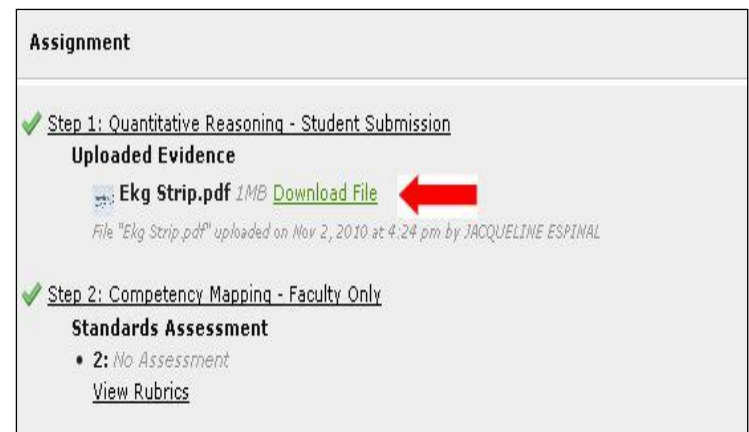 Assignment
Step 1: Quantitative Reasoning - Student Submission
Uploaded Evidence
Ekg Strip.pdf 1MB Download File
File "Ekg Strip.pdf" uploaded on Nov 2, 2010 at 4:24 pm by JACQUELINE ESPINAL
Step 2: Competency Mapping - Faculty Only
Standards Assessment
• 2: No Assessment
View Rubrics